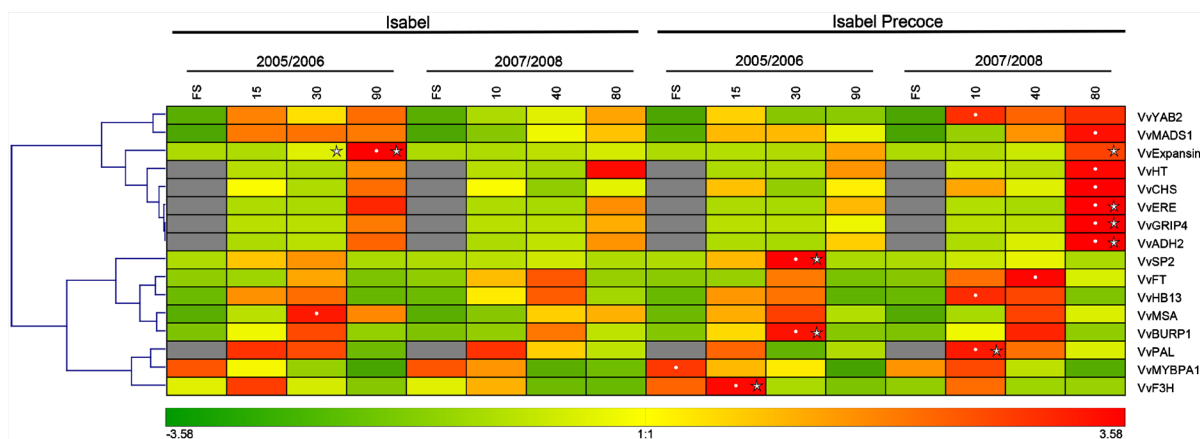 Isabel Isabel Precoce
2005/2006 2007/2008 2005/2006 2007/2008
FS 15 30 90 FS 10 40 80 FS 15 30 90 FS 10 40 80
VvYAB2
VvMADS1
VvExpansin
VvHT
VvCHS
VvERE
VvGRIP4
VvADH2
VvSP2
VvFT
VvHB13
VvMSA
VvBURP1
VvPAL
VvMYBPA1
VvF3H
-3.58 1:1 3.58